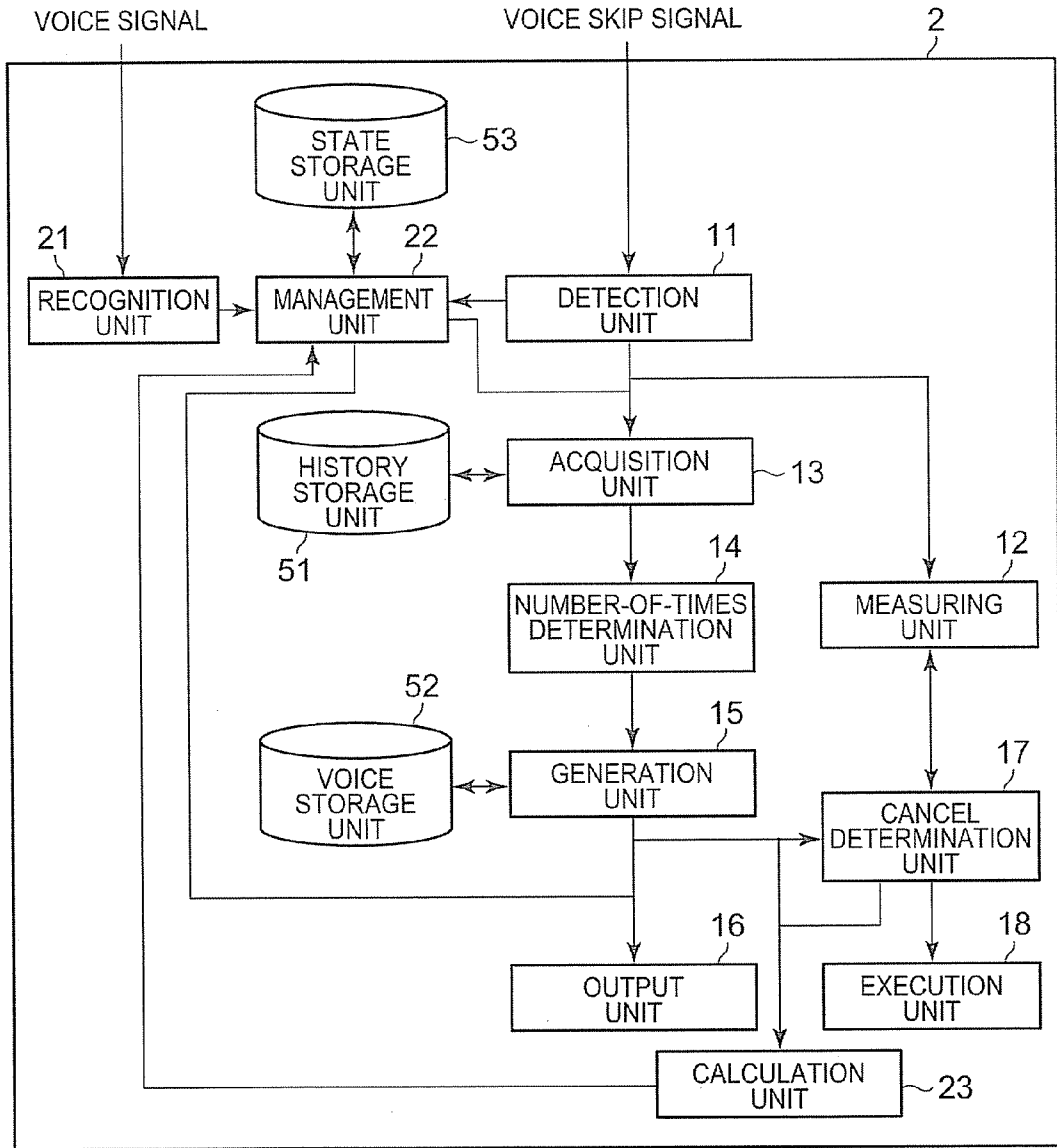 VOICE SIGNAL
VOICE SKIP SIGNAL
2
STATE
STORAGE
UNIT
53
21
22
11
RECOGNITION
UNIT
MANAGEMENT
UNIT
DETECTION
UNIT
HISTORY
STORAGE
UNIT
51
ACQUISITION
UNIT
13
14
12
NUMBER-OF-TIMES
DETERMINATION
UNIT
MEASURING
UNIT
52
15
VOICE
STORAGE
UNIT
GENERATION
UNIT
17
CANCEL
DETERMINATION
UNIT
16
18
OUTPUT
UNIT
EXECUTION
UNIT
CALCULATION
UNIT
23